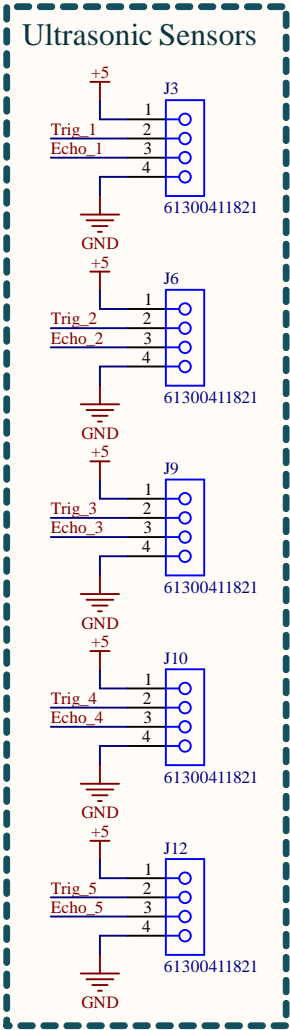 Ultrasonic Sensors
+5
J3
1
Trig_1 2
Echo_1 3
4
61300411821
GND
+5
J6
1
Trig_2 2
Echo_2 3
4
61300411821
GND
+5
J9
1
Trig_3 2
Echo_3 3
4
61300411821
GND
+5
J10
1
Trig_4 2
Echo_4 3
4
61300411821
GND
+5
J12
1
Trig_5 2
Echo_5 3
4
61300411821
GND